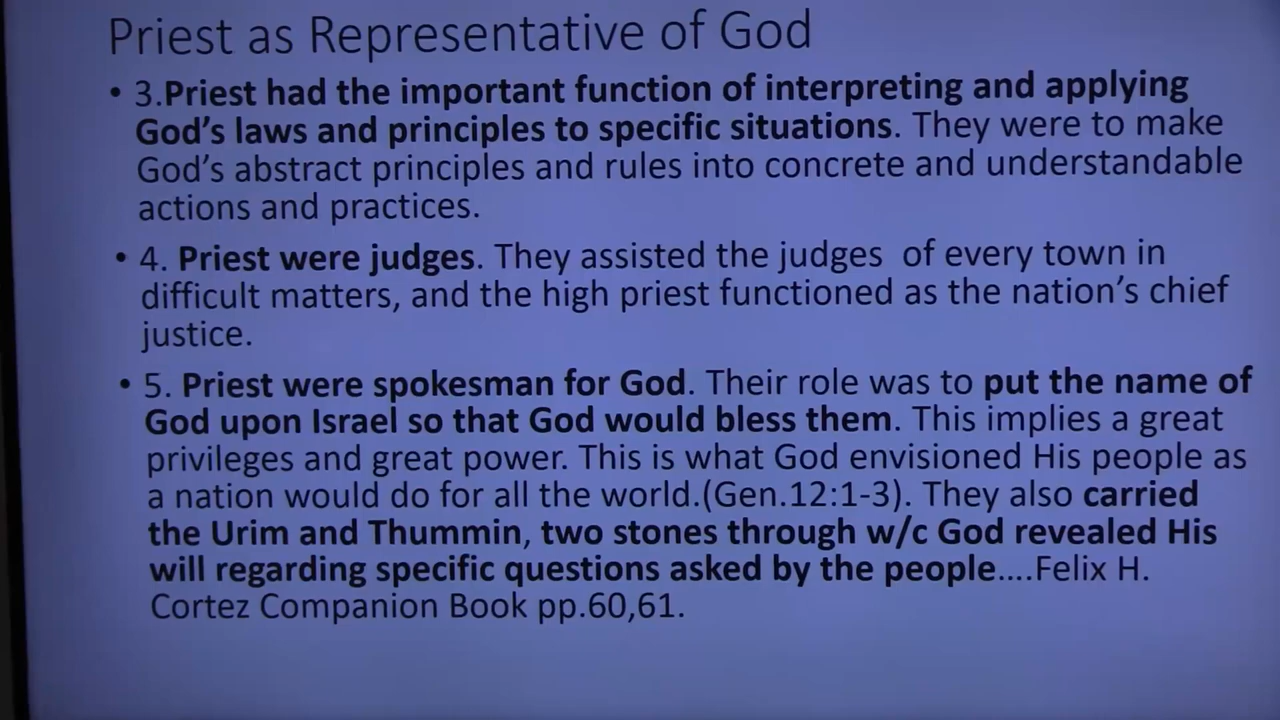 Priest as Representative of God
• 3.Priest had the important function of interpreting and applying
God's laws and principles to specific situations. They were to make
God's abstract principles and rules into concrete and understandable
actions and practices.
• 4. Priest were judges. They assisted the judges  of every town in
difficult matters, and the high priest functioned as the nation's chief
justice.
• 5. Priest were spokesman for God. Their role was to put the name of
God upon Israel so that God would bless them. This implies a great
privileges and great power. This is what God envisioned His people as
a nation would do for all the world.(Gen.12:1-3). They also carried
the Urim and Thummin, two stones through w/c God revealed His
will regarding specific questions asked by the people....Felix H.
Cortez Companion Book pp.60,61.